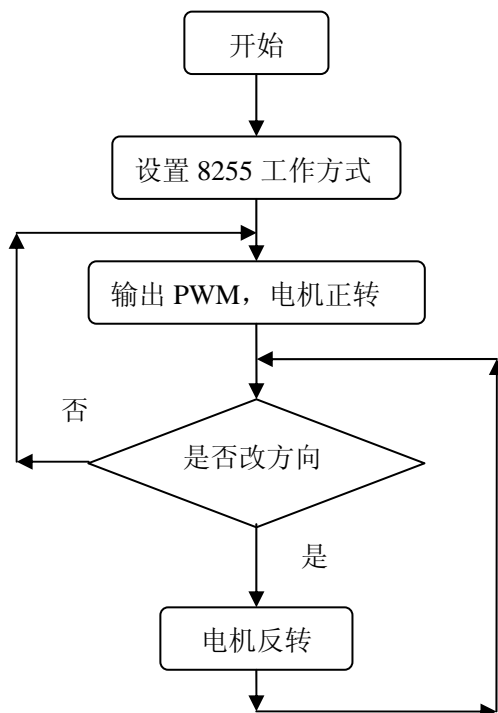 开始
设置 8255 工作方式
输出 PWM，电机正转
否
是否改方向
是
电机反转